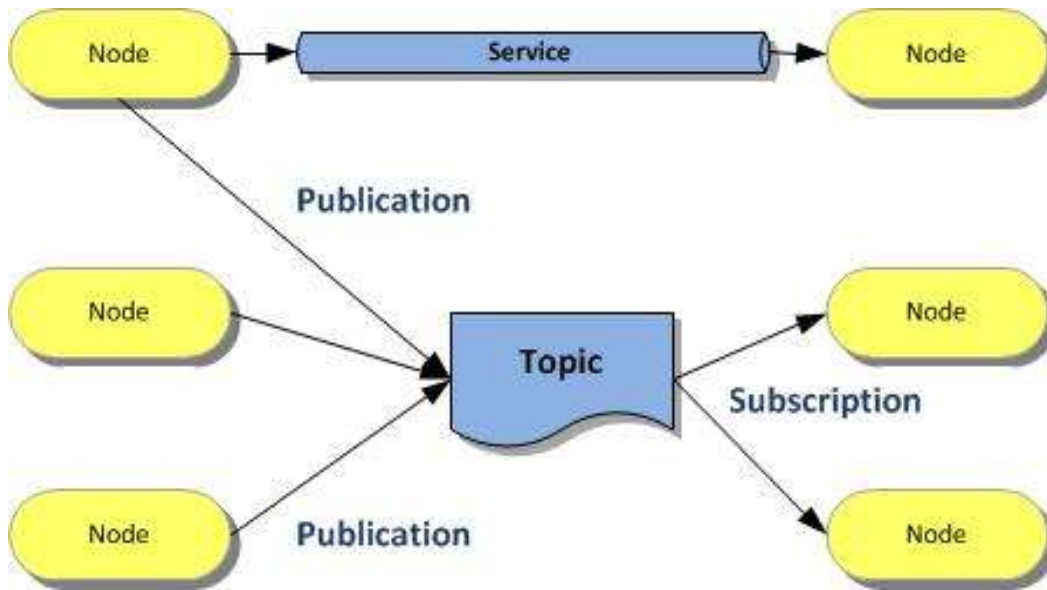 Node
Service
Node
Publication
Node
Topic
Node
Subscription
Node
Publication
Node